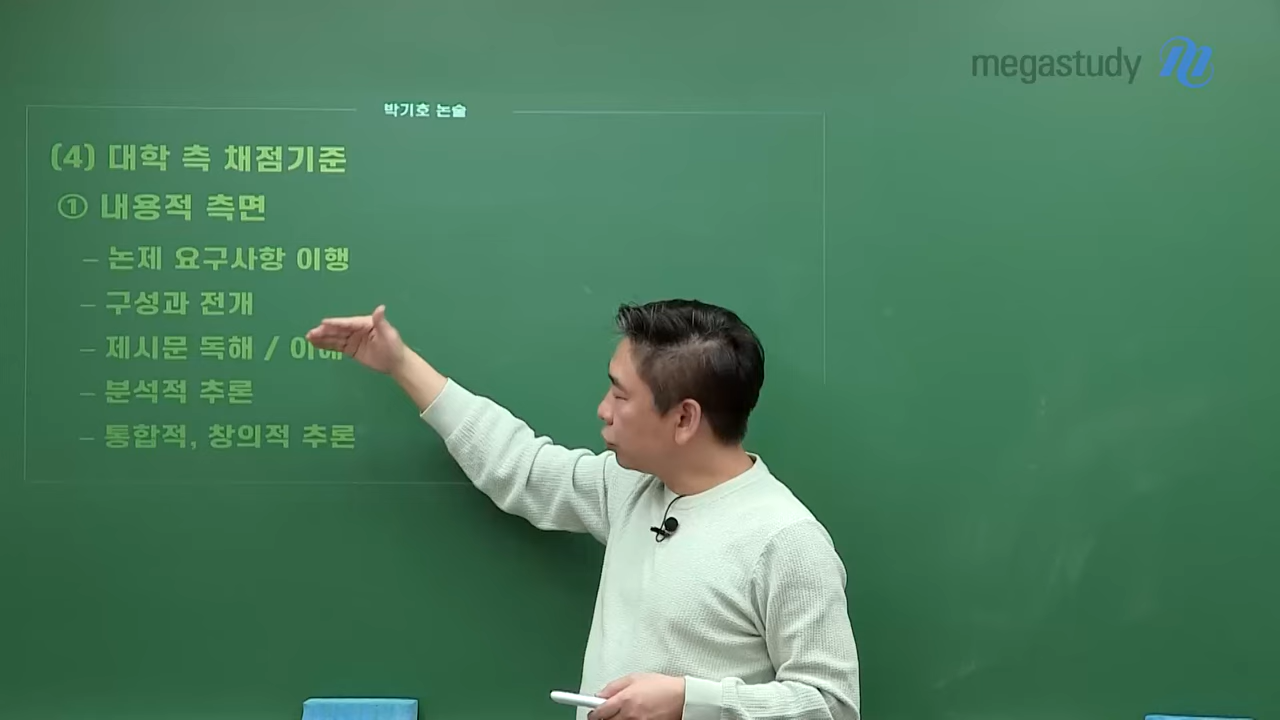 megastudy
박기호 논술
(4) 대학 측 채점기준
① 내용적 측면
– 논제 요구사항 이행
– 구성과 전개
– 제시문 독해 / 이해
– 분석적 추론
– 통합적, 창의적 추론